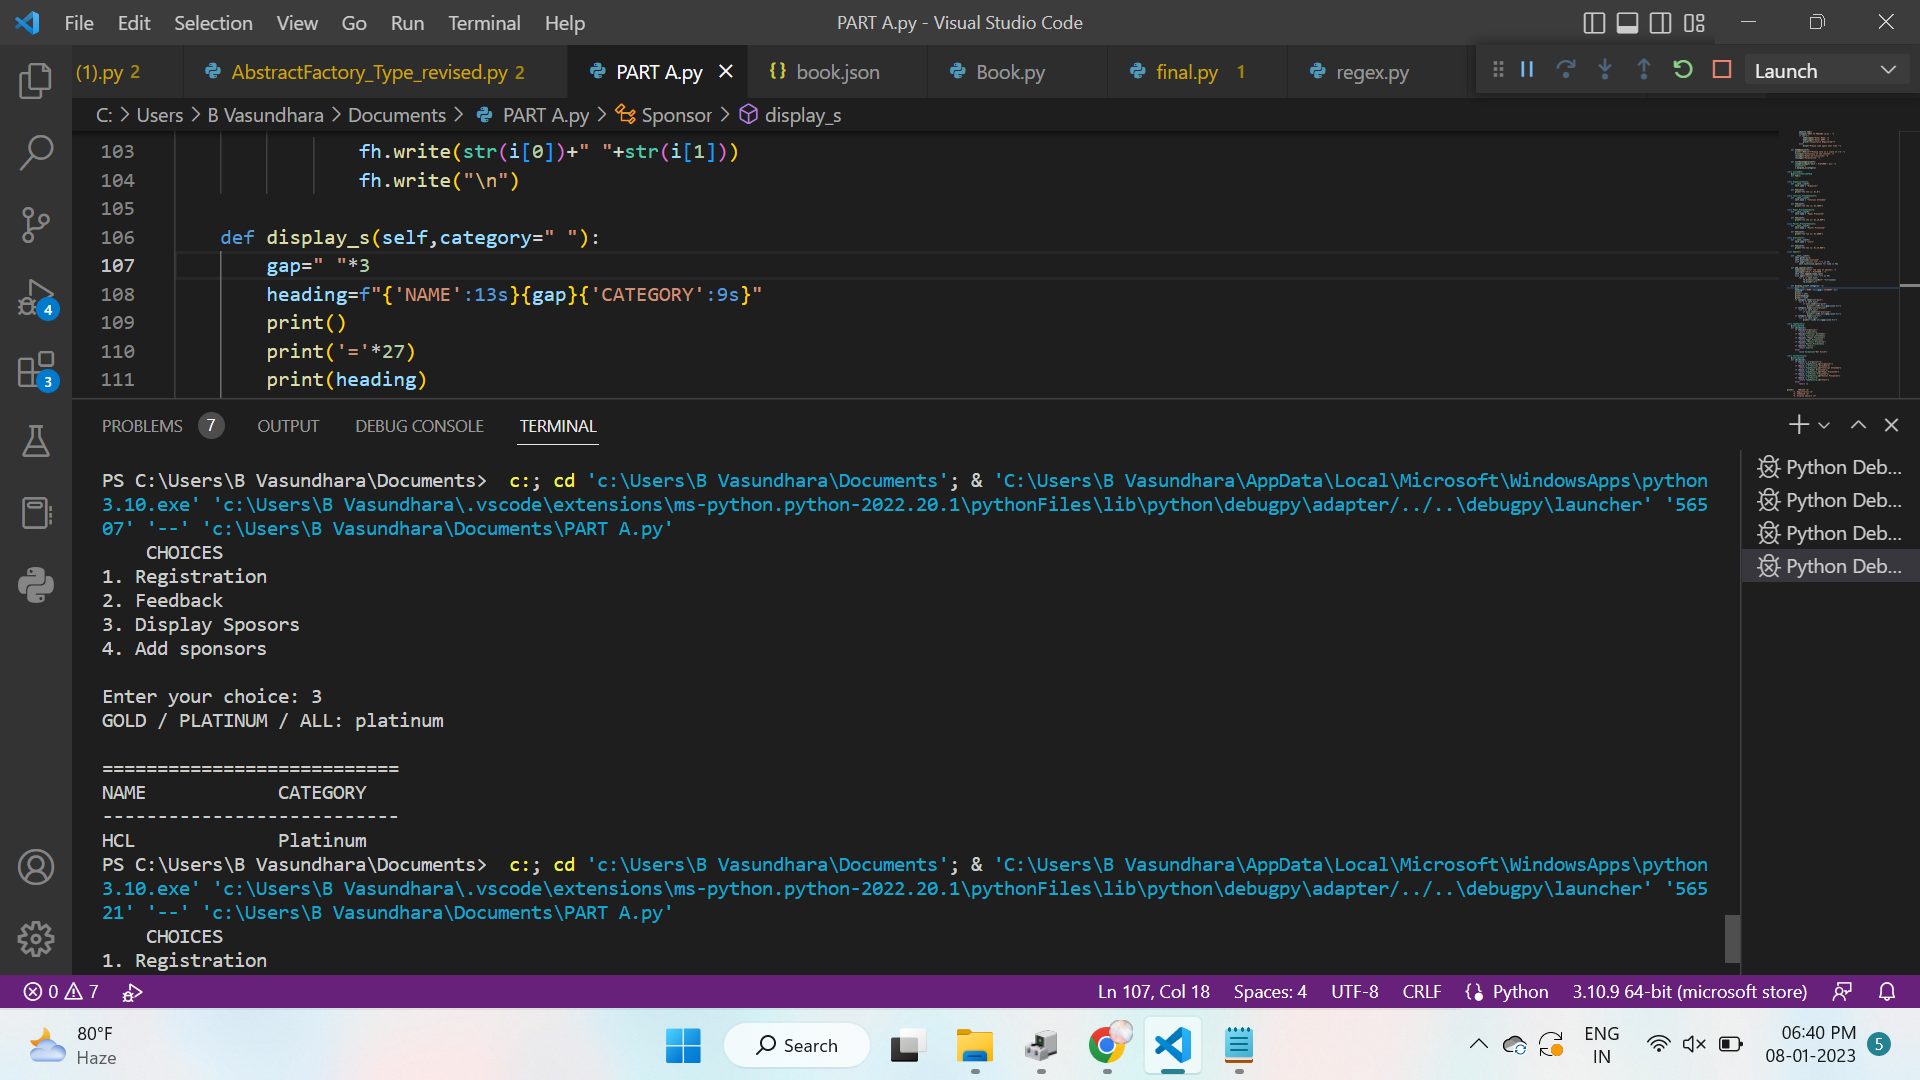 File Edit Selection View Go Run Terminal Help
PART A.py - Visual Studio Code
(1).py 2
AbstractFactory_Type_revised.py 2
PART A.py
book.json
Book.py
final.py 1
regex.py
Launch
C: > Users > B Vasundhara > Documents > PART A.py > Sponsor > display_s
103 fh.write(str(i[0])+" "+str(i[1]))
104 fh.write("\n")
105
106 def display_s(self,category=" "):
107 gap=" "*3
108 heading=f"{'NAME':13s}{gap}{'CATEGORY':9s}"
109 print()
110 print('='*27)
111 print(heading)
4
3
PROBLEMS 7 OUTPUT DEBUG CONSOLE TERMINAL
PS C:\Users\B Vasundhara\Documents>  c:; cd 'c:\Users\B Vasundhara\Documents'; & 'C:\Users\B Vasundhara\AppData\Local\Microsoft\WindowsApps\python
3.10.exe' 'c:\Users\B Vasundhara\.vscode\extensions\ms-python.python-2022.20.1\pythonFiles\lib\python\debugpy\adapter/../..\debugpy\launcher' '565
07' '--' 'c:\Users\B Vasundhara\Documents\PART A.py'
CHOICES
1. Registration
2. Feedback
3. Display Sposors
4. Add sponsors
Enter your choice: 3
GOLD / PLATINUM / ALL: platinum
===========================
NAME CATEGORY
---------------------------
HCL Platinum
PS C:\Users\B Vasundhara\Documents>  c:; cd 'c:\Users\B Vasundhara\Documents'; & 'C:\Users\B Vasundhara\AppData\Local\Microsoft\WindowsApps\python
3.10.exe' 'c:\Users\B Vasundhara\.vscode\extensions\ms-python.python-2022.20.1\pythonFiles\lib\python\debugpy\adapter/../..\debugpy\launcher' '565
21' '--' 'c:\Users\B Vasundhara\Documents\PART A.py'
CHOICES
1. Registration
Python Deb...
Python Deb...
Python Deb...
Python Deb...
0 7
Ln 107, Col 18 Spaces: 4 UTF-8 CRLF Python 3.10.9 64-bit (microsoft store)
80°F
Haze
Search
ENG
IN
06:40 PM
08-01-2023
5